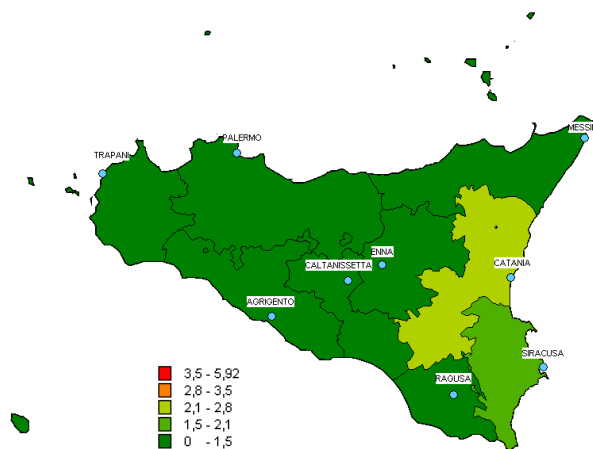 MESSI
PALERMO
TRAPANI
ENNA
CATANIA
CALTANISSETTA
AGRIGENTO
SIRACUSA
RAGUSA
3,5 - 5,92
2,8 - 3,5
2,1 - 2,8
1,5 - 2,1
0 - 1,5